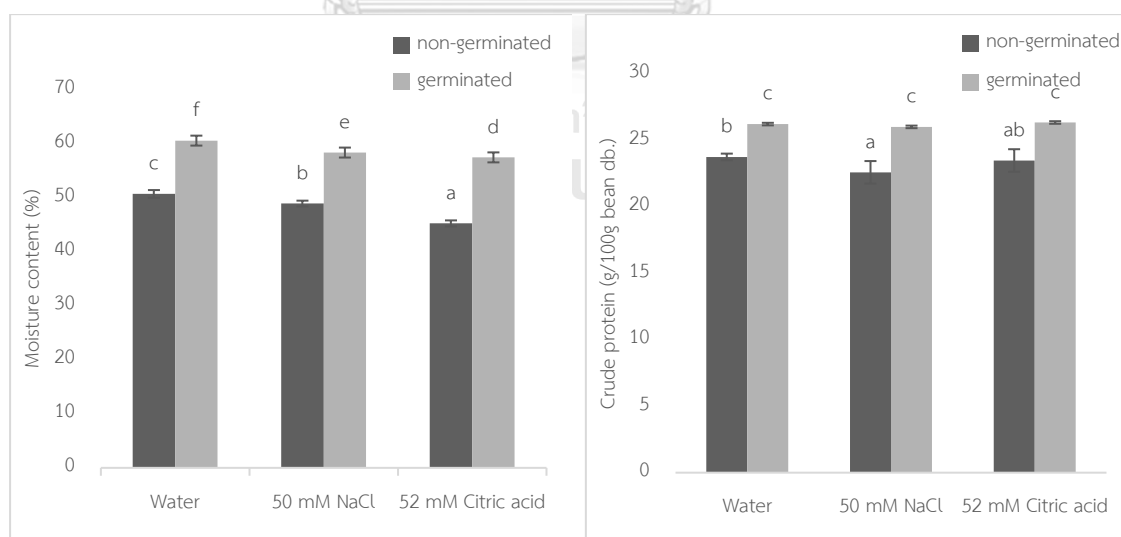 non-germinated
germinated
Moisture content (%)
70
60
50
40
30
20
10
0
c
f
b
e
a
d
Water
50 mM NaCl
52 mM Citric acid
non-germinated
germinated
Crude protein (g/100g bean db.)
30
25
20
15
10
5
0
b
c
a
c
ab
c
Water
50 mM NaCl
52 mM Citric acid